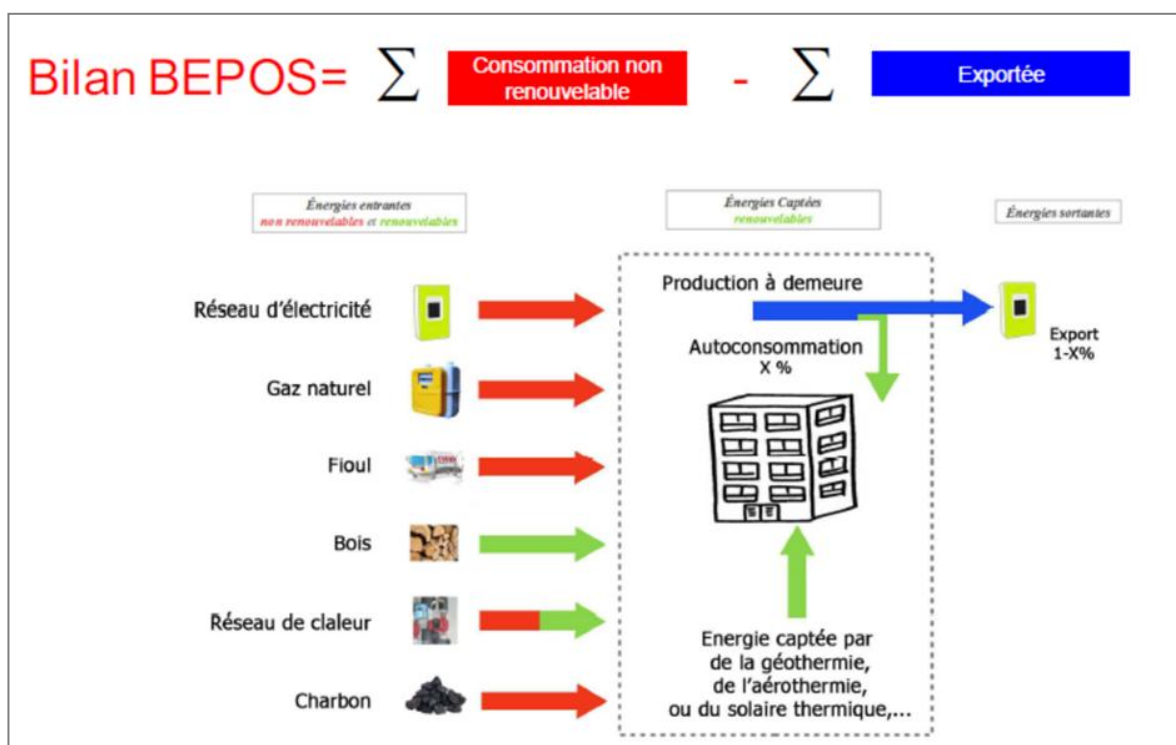 Bilan BEPOS= ∑ Consommation non renouvelable - ∑ Exportée
Énergies entrantes
non renouvelables et renouvelables
Énergies Captées
renouvelables
Énergies sortantes
Réseau d'électricité
Gaz naturel
Fioul
Bois
Réseau de claleur
Charbon
Production à demeure
Autoconsommation
X %
Export
1-X%
Energie captée par
de la géothermie,
de l'aérothermie,
ou du solaire thermique,...